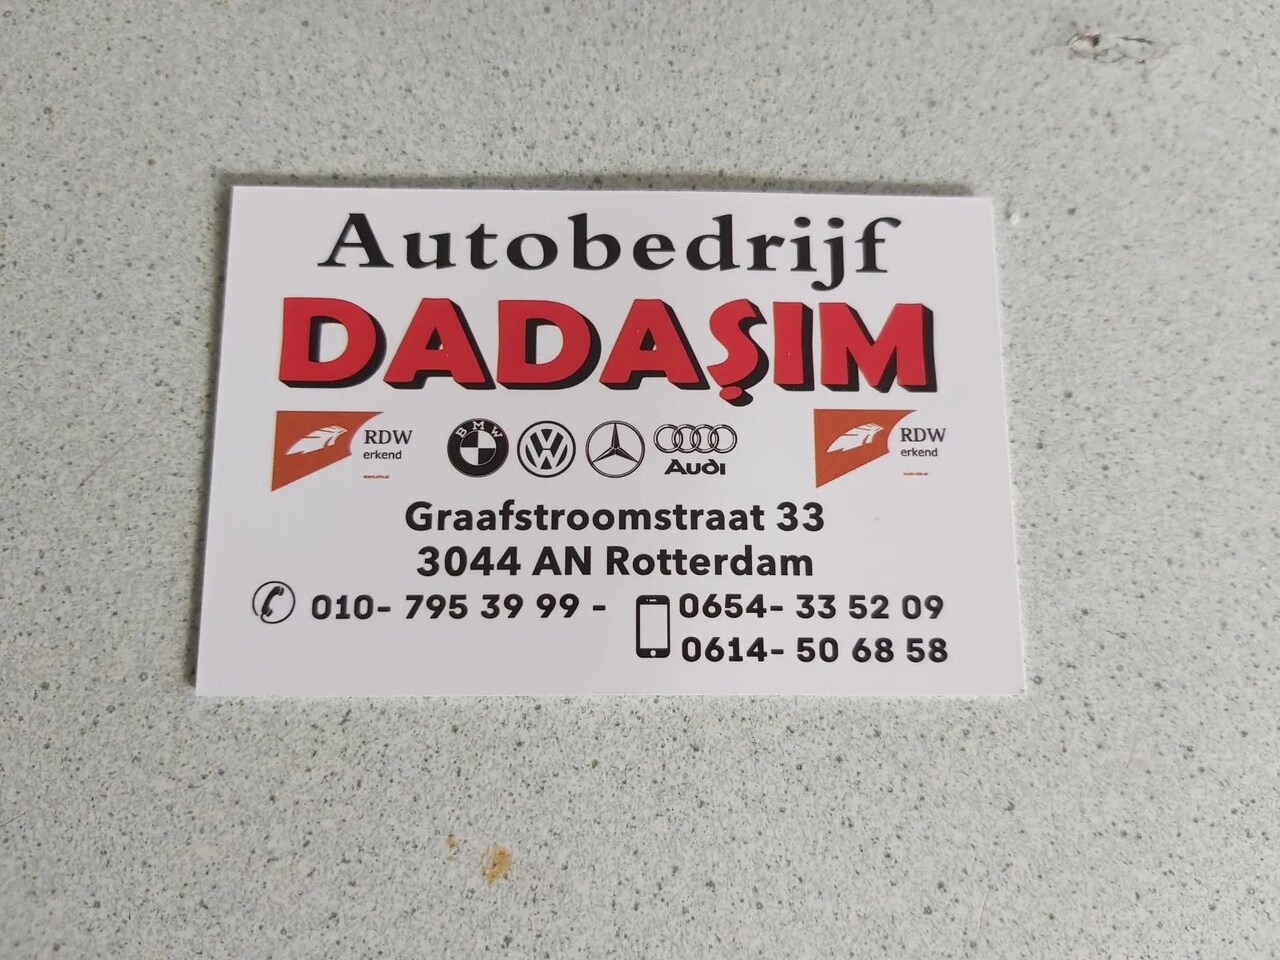 Autobedrijf
DADAŞIM
RDW
erkend
BMW
Audi
RDW
erkend
Graafstroomstraat 33
3044 AN Rotterdam
010- 795 39 99 - 0654- 33 52 09
0614- 50 68 58